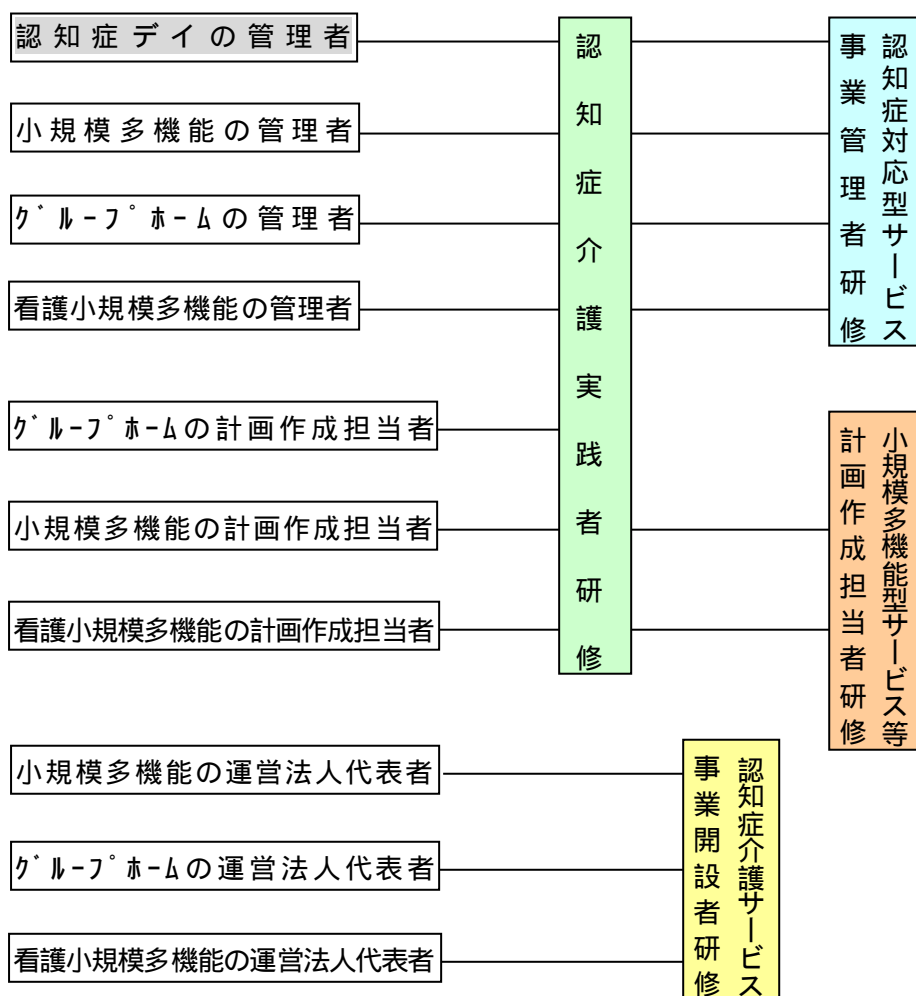 認知症デイの管理者
小規模多機能の管理者
グループホームの管理者
看護小規模多機能の管理者
グループホームの計画作成担当者
小規模多機能の計画作成担当者
看護小規模多機能の計画作成担当者
小規模多機能の運営法人代表者
グループホームの運営法人代表者
看護小規模多機能の運営法人代表者
認知症介護実践者研修
認知症対応型サービス
事業管理者研修
小規模多機能型サービス等
計画作成担当者研修
認知症介護サービス
事業開設者研修